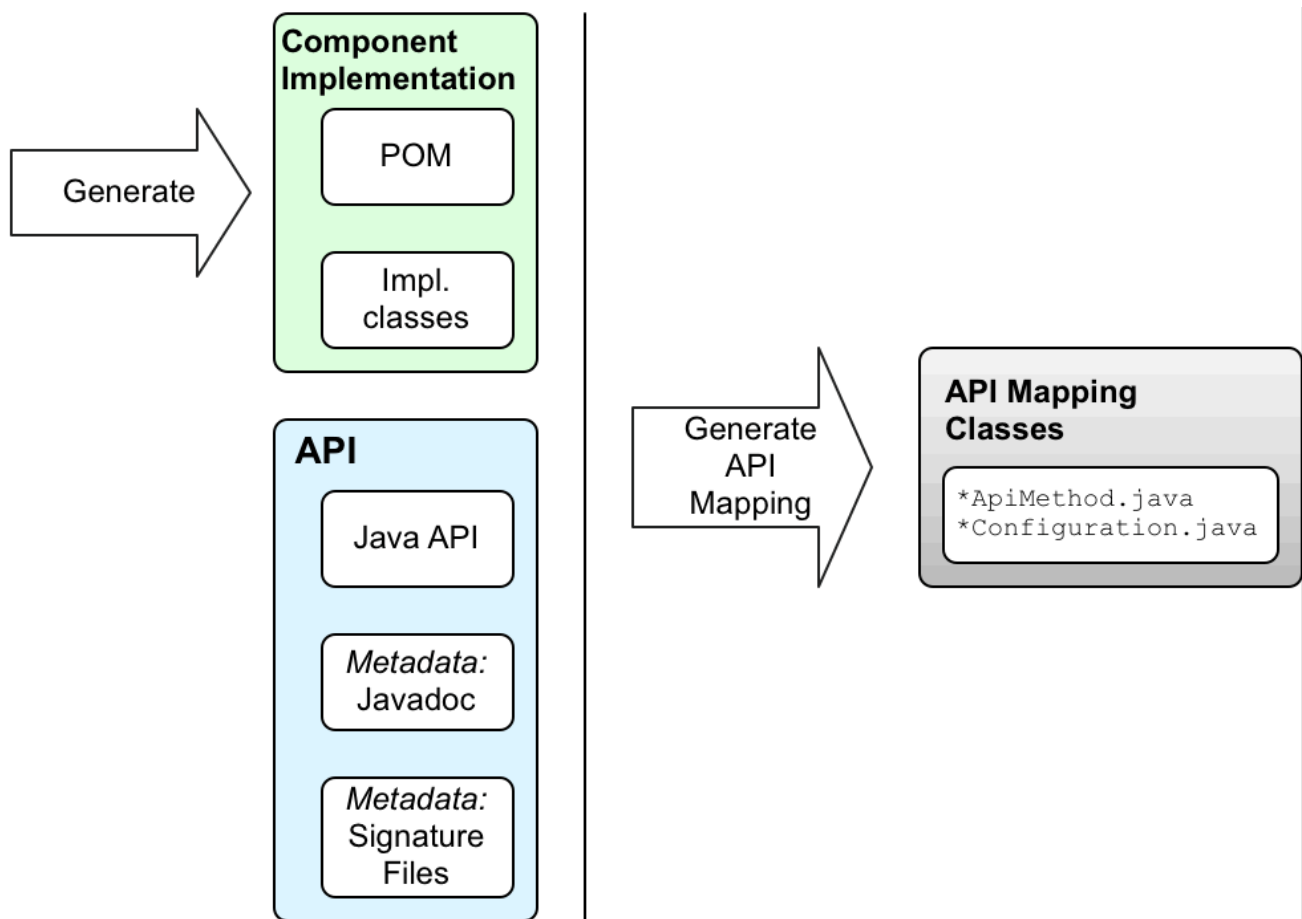 Component
Implementation
POM
Generate
Impl.
classes
API
Java API
Metadata:
Javadoc
Metadata:
Signature
Files
Generate
API
Mapping
API Mapping
Classes
*ApiMethod.java
*Configuration.java